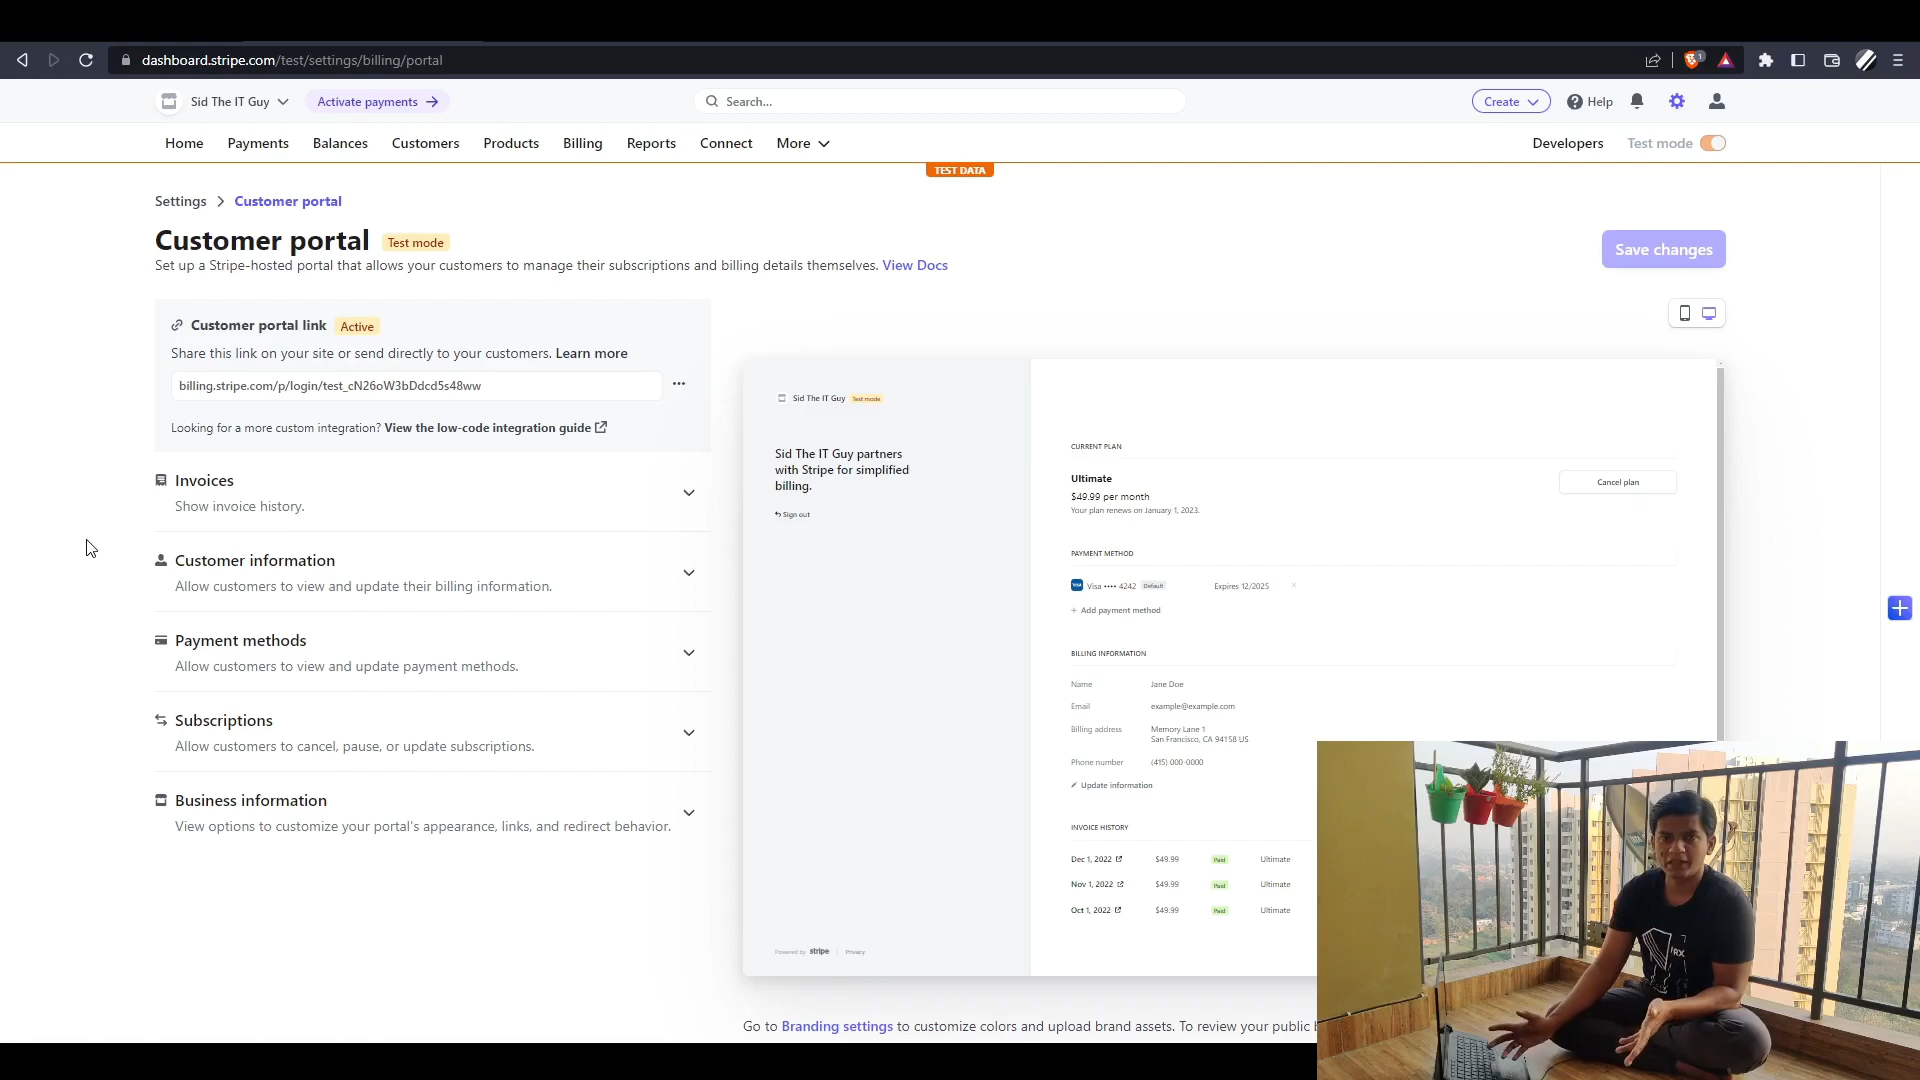 dashboard.stripe.com/test/settings/billing/portal
1
Sid The IT Guy
Activate payments
Search...
Create
Help
Home
Payments
Balances
Customers
Products
Billing
Reports
Connect
More
Developers
Test mode
TEST DATA
Settings
Customer portal
Customer portal
Test mode
Set up a Stripe-hosted portal that allows your customers to manage their subscriptions and billing details themselves. View Docs
Save changes
Customer portal link
Active
Share this link on your site or send directly to your customers. Learn more
billing.stripe.com/p/login/test_cN26oW3bDdcd5s48ww
Looking for a more custom integration? View the low-code integration guide
Invoices
Show invoice history.
Customer information
Allow customers to view and update their billing information.
Payment methods
Allow customers to view and update payment methods.
Subscriptions
Allow customers to cancel, pause, or update subscriptions.
Business information
View options to customize your portal's appearance, links, and redirect behavior.
Sid The IT Guy
Test mode
Sid The IT Guy partners
with Stripe for simplified
billing.
Sign out
Powered by stripe
Privacy
CURRENT PLAN
Ultimate
$49.99 per month
Your plan renews on January 1, 2023.
Cancel plan
PAYMENT METHOD
VISA
Visa •••• 4242
Default
Expires 12/2025
+ Add payment method
BILLING INFORMATION
Name
Jane Doe
Email
example@example.com
Billing address
Memory Lane 1
San Francisco, CA 94158 US
Phone number
(415) 000-0000
Update information
INVOICE HISTORY
Dec 1, 2022 $49.99 Paid Ultimate
Nov 1, 2022 $49.99 Paid Ultimate
Oct 1, 2022 $49.99 Paid Ultimate
Go to Branding settings to customize colors and upload brand assets. To review your public